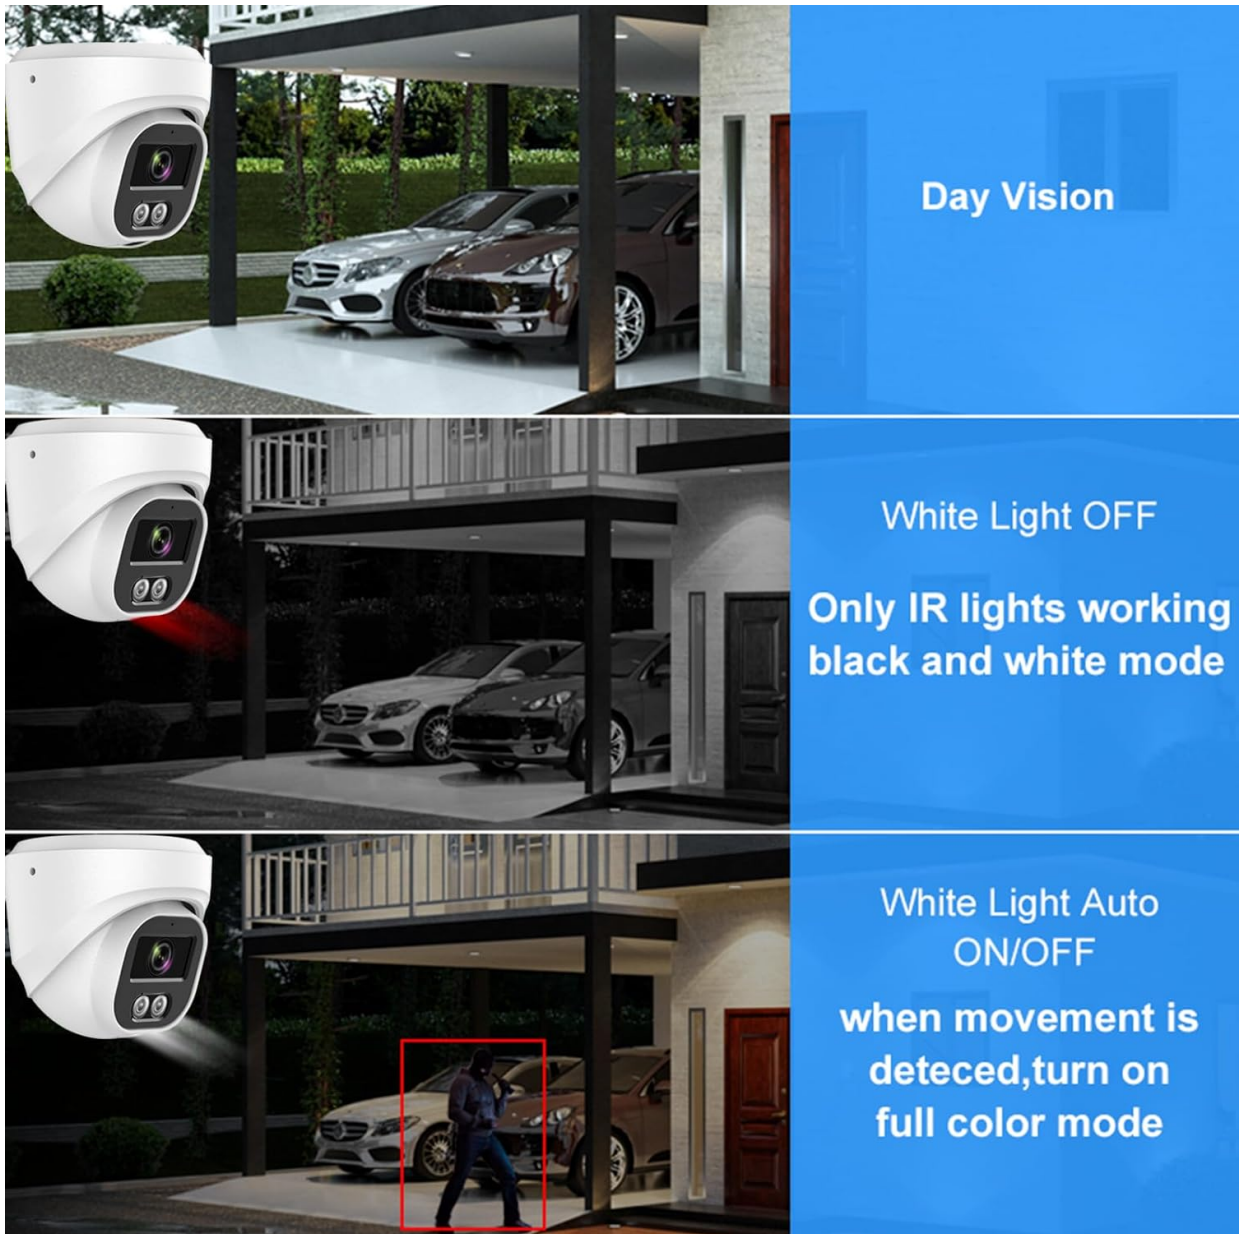 Day Vision
White Light OFF
Only IR lights working
black and white mode
White Light Auto
ON/OFF
when movement is
deteced,turn on
full color mode